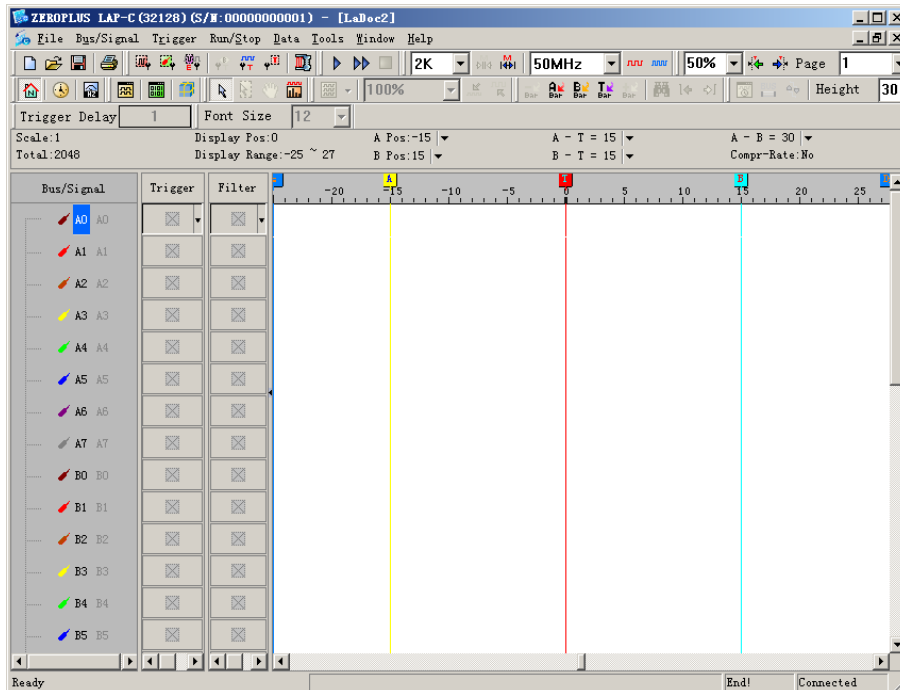 ZEROPLUS LAP-C(32128)(S/N:00000000001) - [LaDoc2]
File Bus/Signal Trigger Run/Stop Data Tools Window Help
2K 50MHz 50% Page 1
100% Bar A Bar B Bar T Bar Bar Height 30
Trigger Delay 1 Font Size 12
Scale:1 Display Pos:0 A Pos:-15 A - T = 15 A - B = 30
Total:2048 Display Range:-25 ~ 27 B Pos:15 B - T = 15 Compr-Rate:No
Bus/Signal Trigger Filter A T B
-20 -15 -10 -5 0 5 10 15 20 25
A0 A0
A1 A1
A2 A2
A3 A3
A4 A4
A5 A5
A6 A6
A7 A7
B0 B0
B1 B1
B2 B2
B3 B3
B4 B4
B5 B5
Ready End! Connected